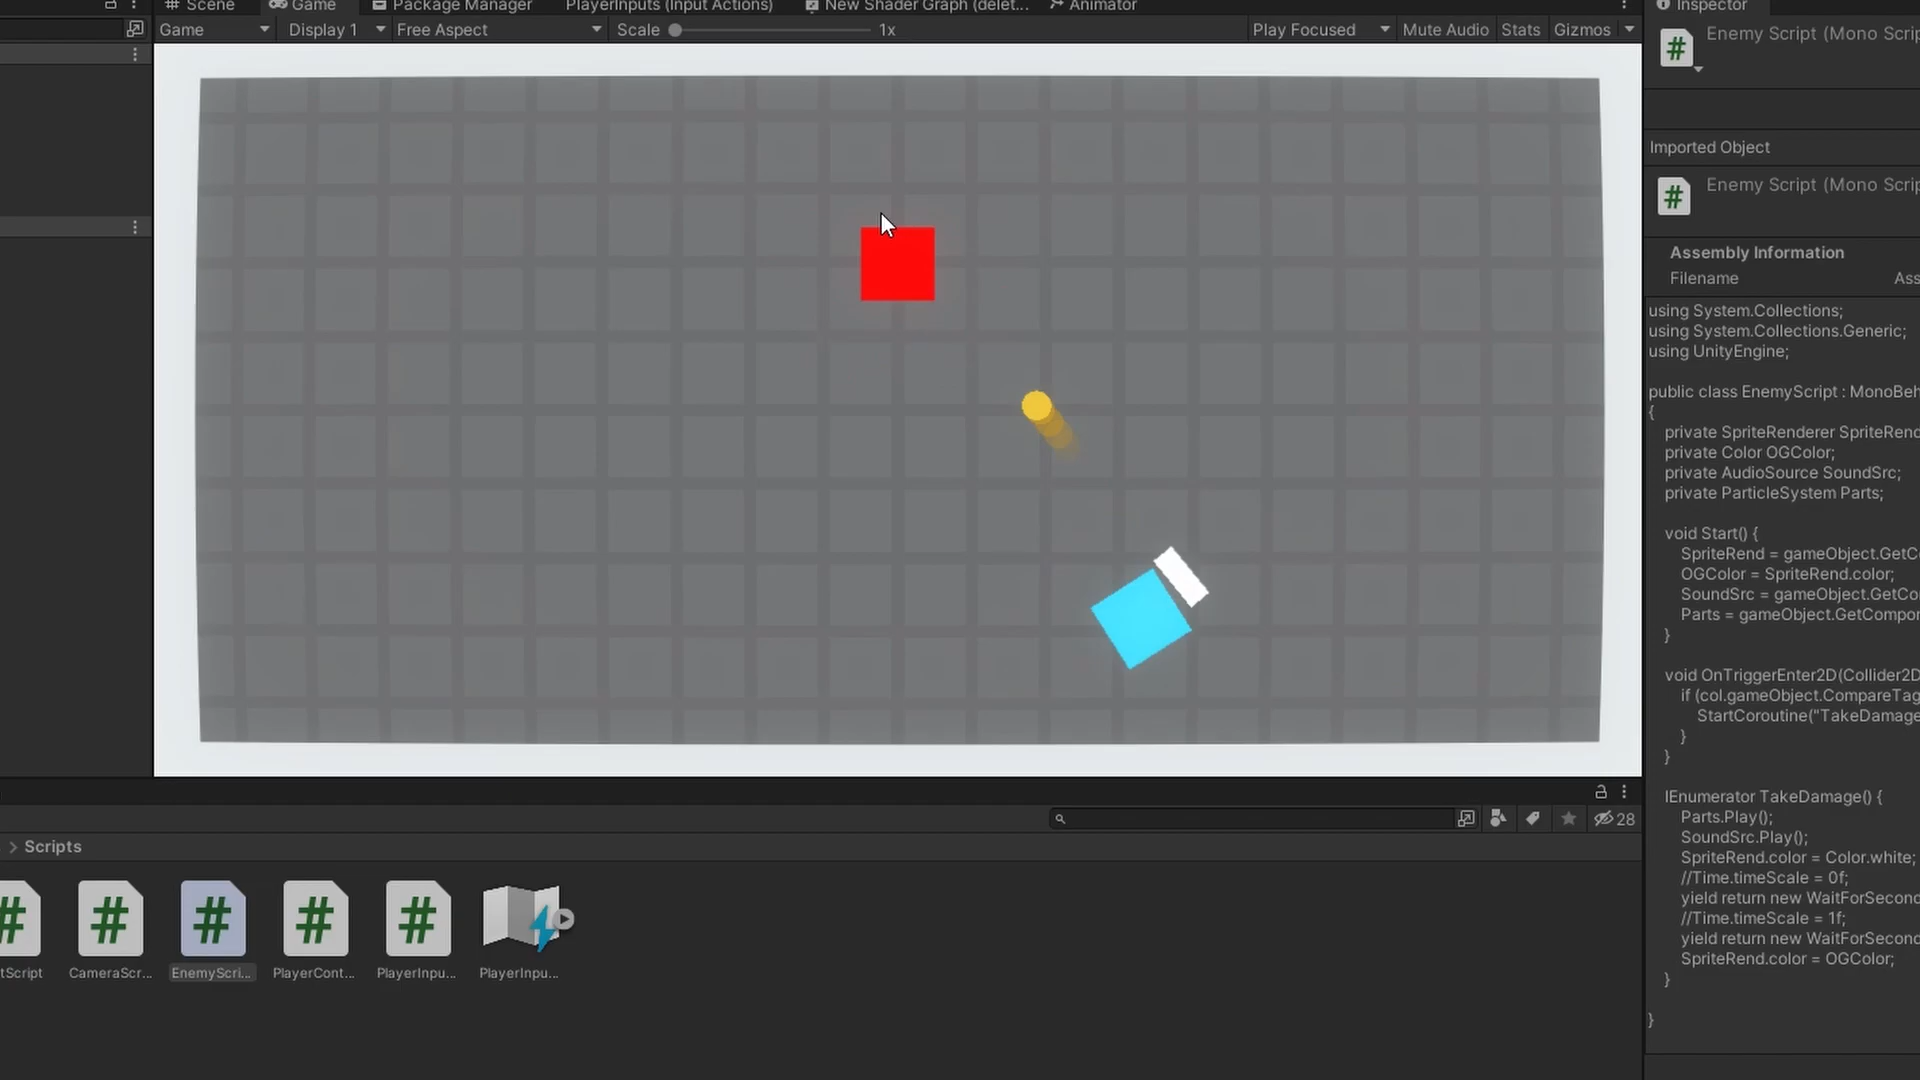 Scene
Game
Package Manager
PlayerInputs (Input Actions)
New Shader Graph (delet...
Animator
Inspector
Game
Display 1
Free Aspect
Scale
1x
Play Focused
Mute Audio
Stats
Gizmos
Enemy Script (Mono Scrip
Imported Object
Enemy Script (Mono Scrip
Assembly Information
Filename
Ass
using System.Collections;
using System.Collections.Generic;
using UnityEngine;
public class EnemyScript : MonoBeh
{
private SpriteRenderer SpriteRend
private Color OGColor;
private AudioSource SoundSrc;
private ParticleSystem Parts;
void Start() {
SpriteRend = gameObject.GetCo
OGColor = SpriteRend.color;
SoundSrc = gameObject.GetCo
Parts = gameObject.GetCompor
}
void OnTriggerEnter2D(Collider2D
if (col.gameObject.CompareTag
StartCoroutine("TakeDamage
}
}
IEnumerator TakeDamage() {
Parts.Play();
SoundSrc.Play();
SpriteRend.color = Color.white;
//Time.timeScale = 0f;
yield return new WaitForSecond
//Time.timeScale = 1f;
yield return new WaitForSecond
SpriteRend.color = OGColor;
}
}
28
Scripts
tScript
CameraScr...
EnemyScri...
PlayerCont...
PlayerInpu...
PlayerInpu...